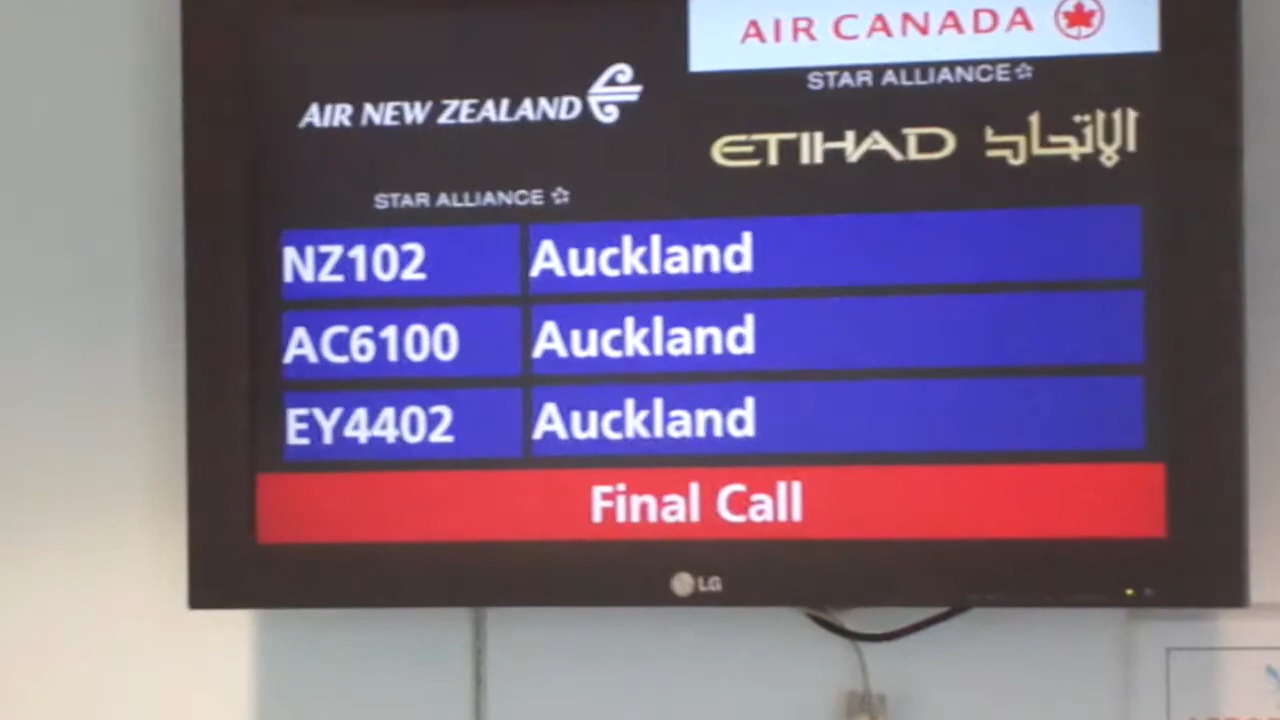 AIR CANADA
STAR ALLIANCE
AIR NEW ZEALAND
ETIHAD الإتحاد
STAR ALLIANCE
NZ102 Auckland
AC6100 Auckland
EY4402 Auckland
Final Call
LG